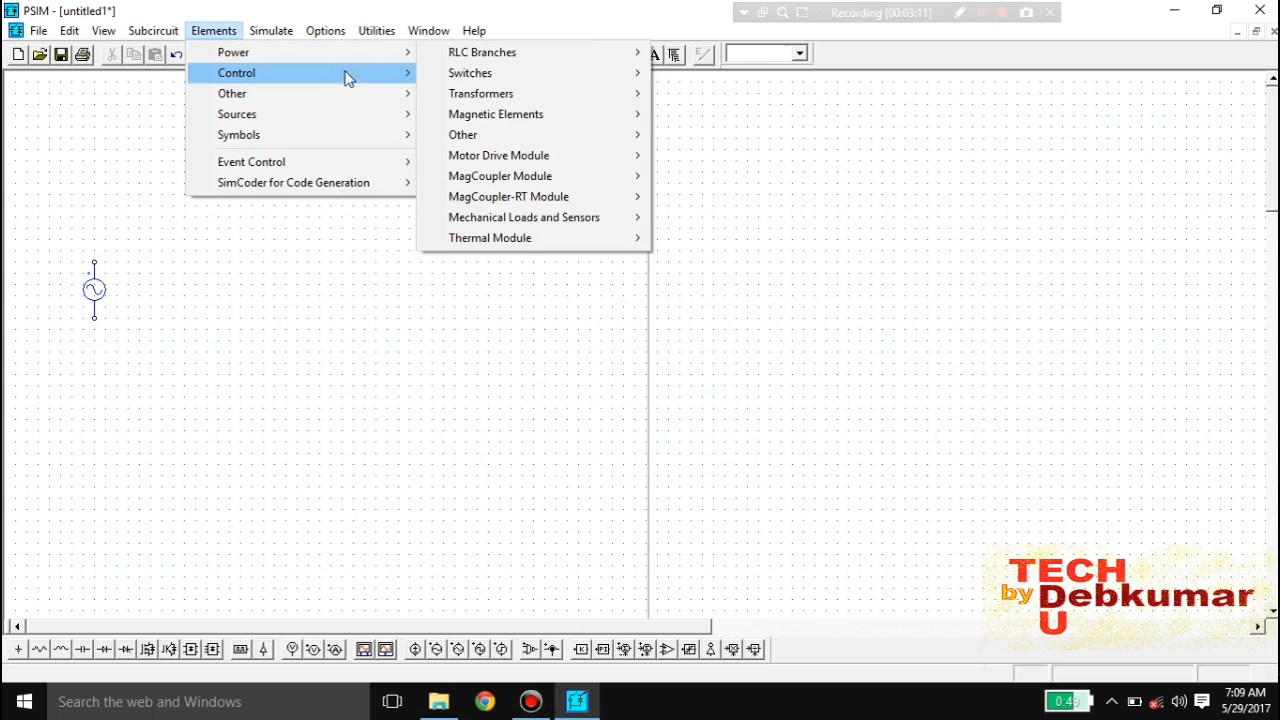 PSIM - [untitled1*]
Recording [00:03:11]
File Edit View Subcircuit Elements Simulate Options Utilities Window Help
Power
Control
Other
Sources
Symbols
Event Control
SimCoder for Code Generation
RLC Branches
Switches
Transformers
Magnetic Elements
Other
Motor Drive Module
MagCoupler Module
MagCoupler-RT Module
Mechanical Loads and Sensors
Thermal Module
TECH
by Debkumar
U
Search the web and Windows
7:09 AM
5/29/2017